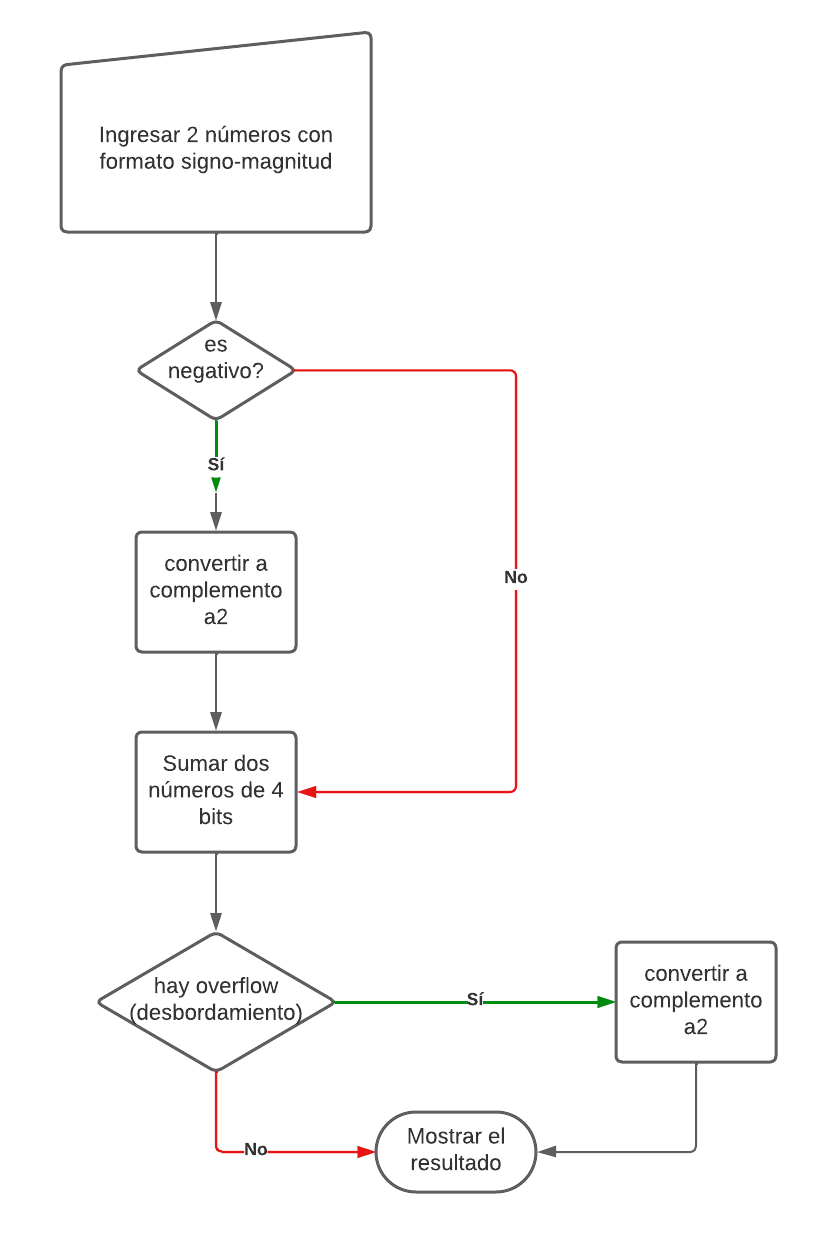 Ingresar 2 números con
formato signo-magnitud
es
negativo?
Sí
No
convertir a
complemento
a2
Sumar dos
números de 4
bits
hay overflow
(desbordamiento)
Sí
convertir a
complemento
a2
No
Mostrar el
resultado